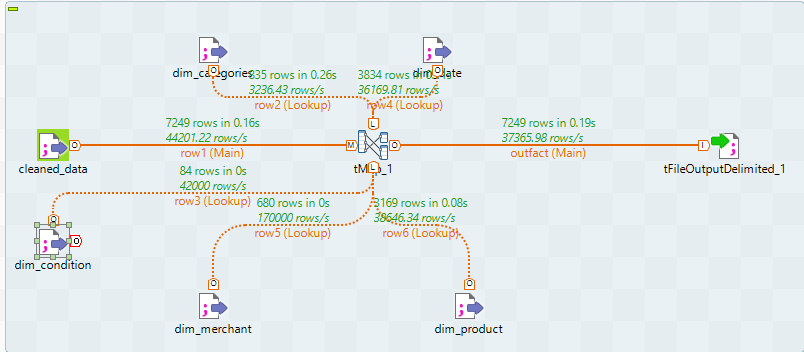 dim_categories
dim_date
835 rows in 0.26s
3236.43 rows/s
row2 (Lookup)
3834 rows in
36169.81 rows/s
row4 (Lookup)
7249 rows in 0.16s
44201.22 rows/s
row1 (Main)
7249 rows in 0.19s
37365.98 rows/s
outfact (Main)
cleaned_data
O
M
L
tMap_1
O
I
tFileOutputDelimited_1
84 rows in 0s
42000 rows/s
row3 (Lookup)
680 rows in 0s
170000 rows/s
row5 (Lookup)
3169 rows in 0.08s
38646.34 rows/s
row6 (Lookup)
dim_condition
dim_merchant
dim_product